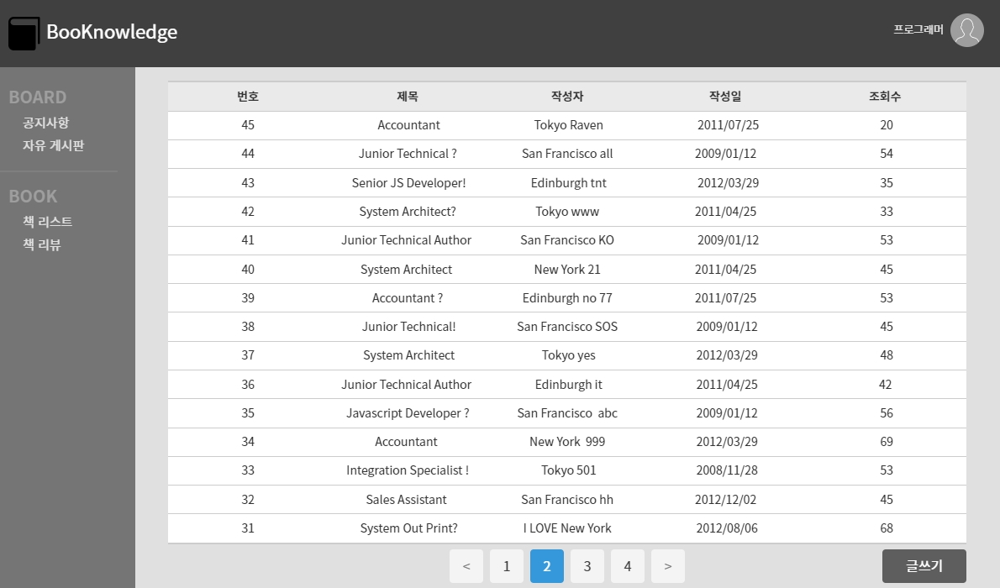 BooKnowledge
프로그래머
BOARD
공지사항
자유 게시판
BOOK
책 리스트
책 리뷰
번호 제목 작성자 작성일 조회수
45 Accountant Tokyo Raven 2011/07/25 20
44 Junior Technical ? San Francisco all 2009/01/12 54
43 Senior JS Developer! Edinburgh tnt 2012/03/29 35
42 System Architect? Tokyo www 2011/04/25 33
41 Junior Technical Author San Francisco KO 2009/01/12 53
40 System Architect New York 21 2011/04/25 45
39 Accountant ? Edinburgh no 77 2011/07/25 53
38 Junior Technical! San Francisco SOS 2009/01/12 45
37 System Architect Tokyo yes 2012/03/29 48
36 Junior Technical Author Edinburgh it 2011/04/25 42
35 Javascript Developer ? San Francisco abc 2009/01/12 56
34 Accountant New York 999 2012/03/29 69
33 Integration Specialist ! Tokyo 501 2008/11/28 53
32 Sales Assistant San Francisco hh 2012/12/02 45
31 System Out Print? I LOVE New York 2012/08/06 68
< 1 2 3 4 > 글쓰기